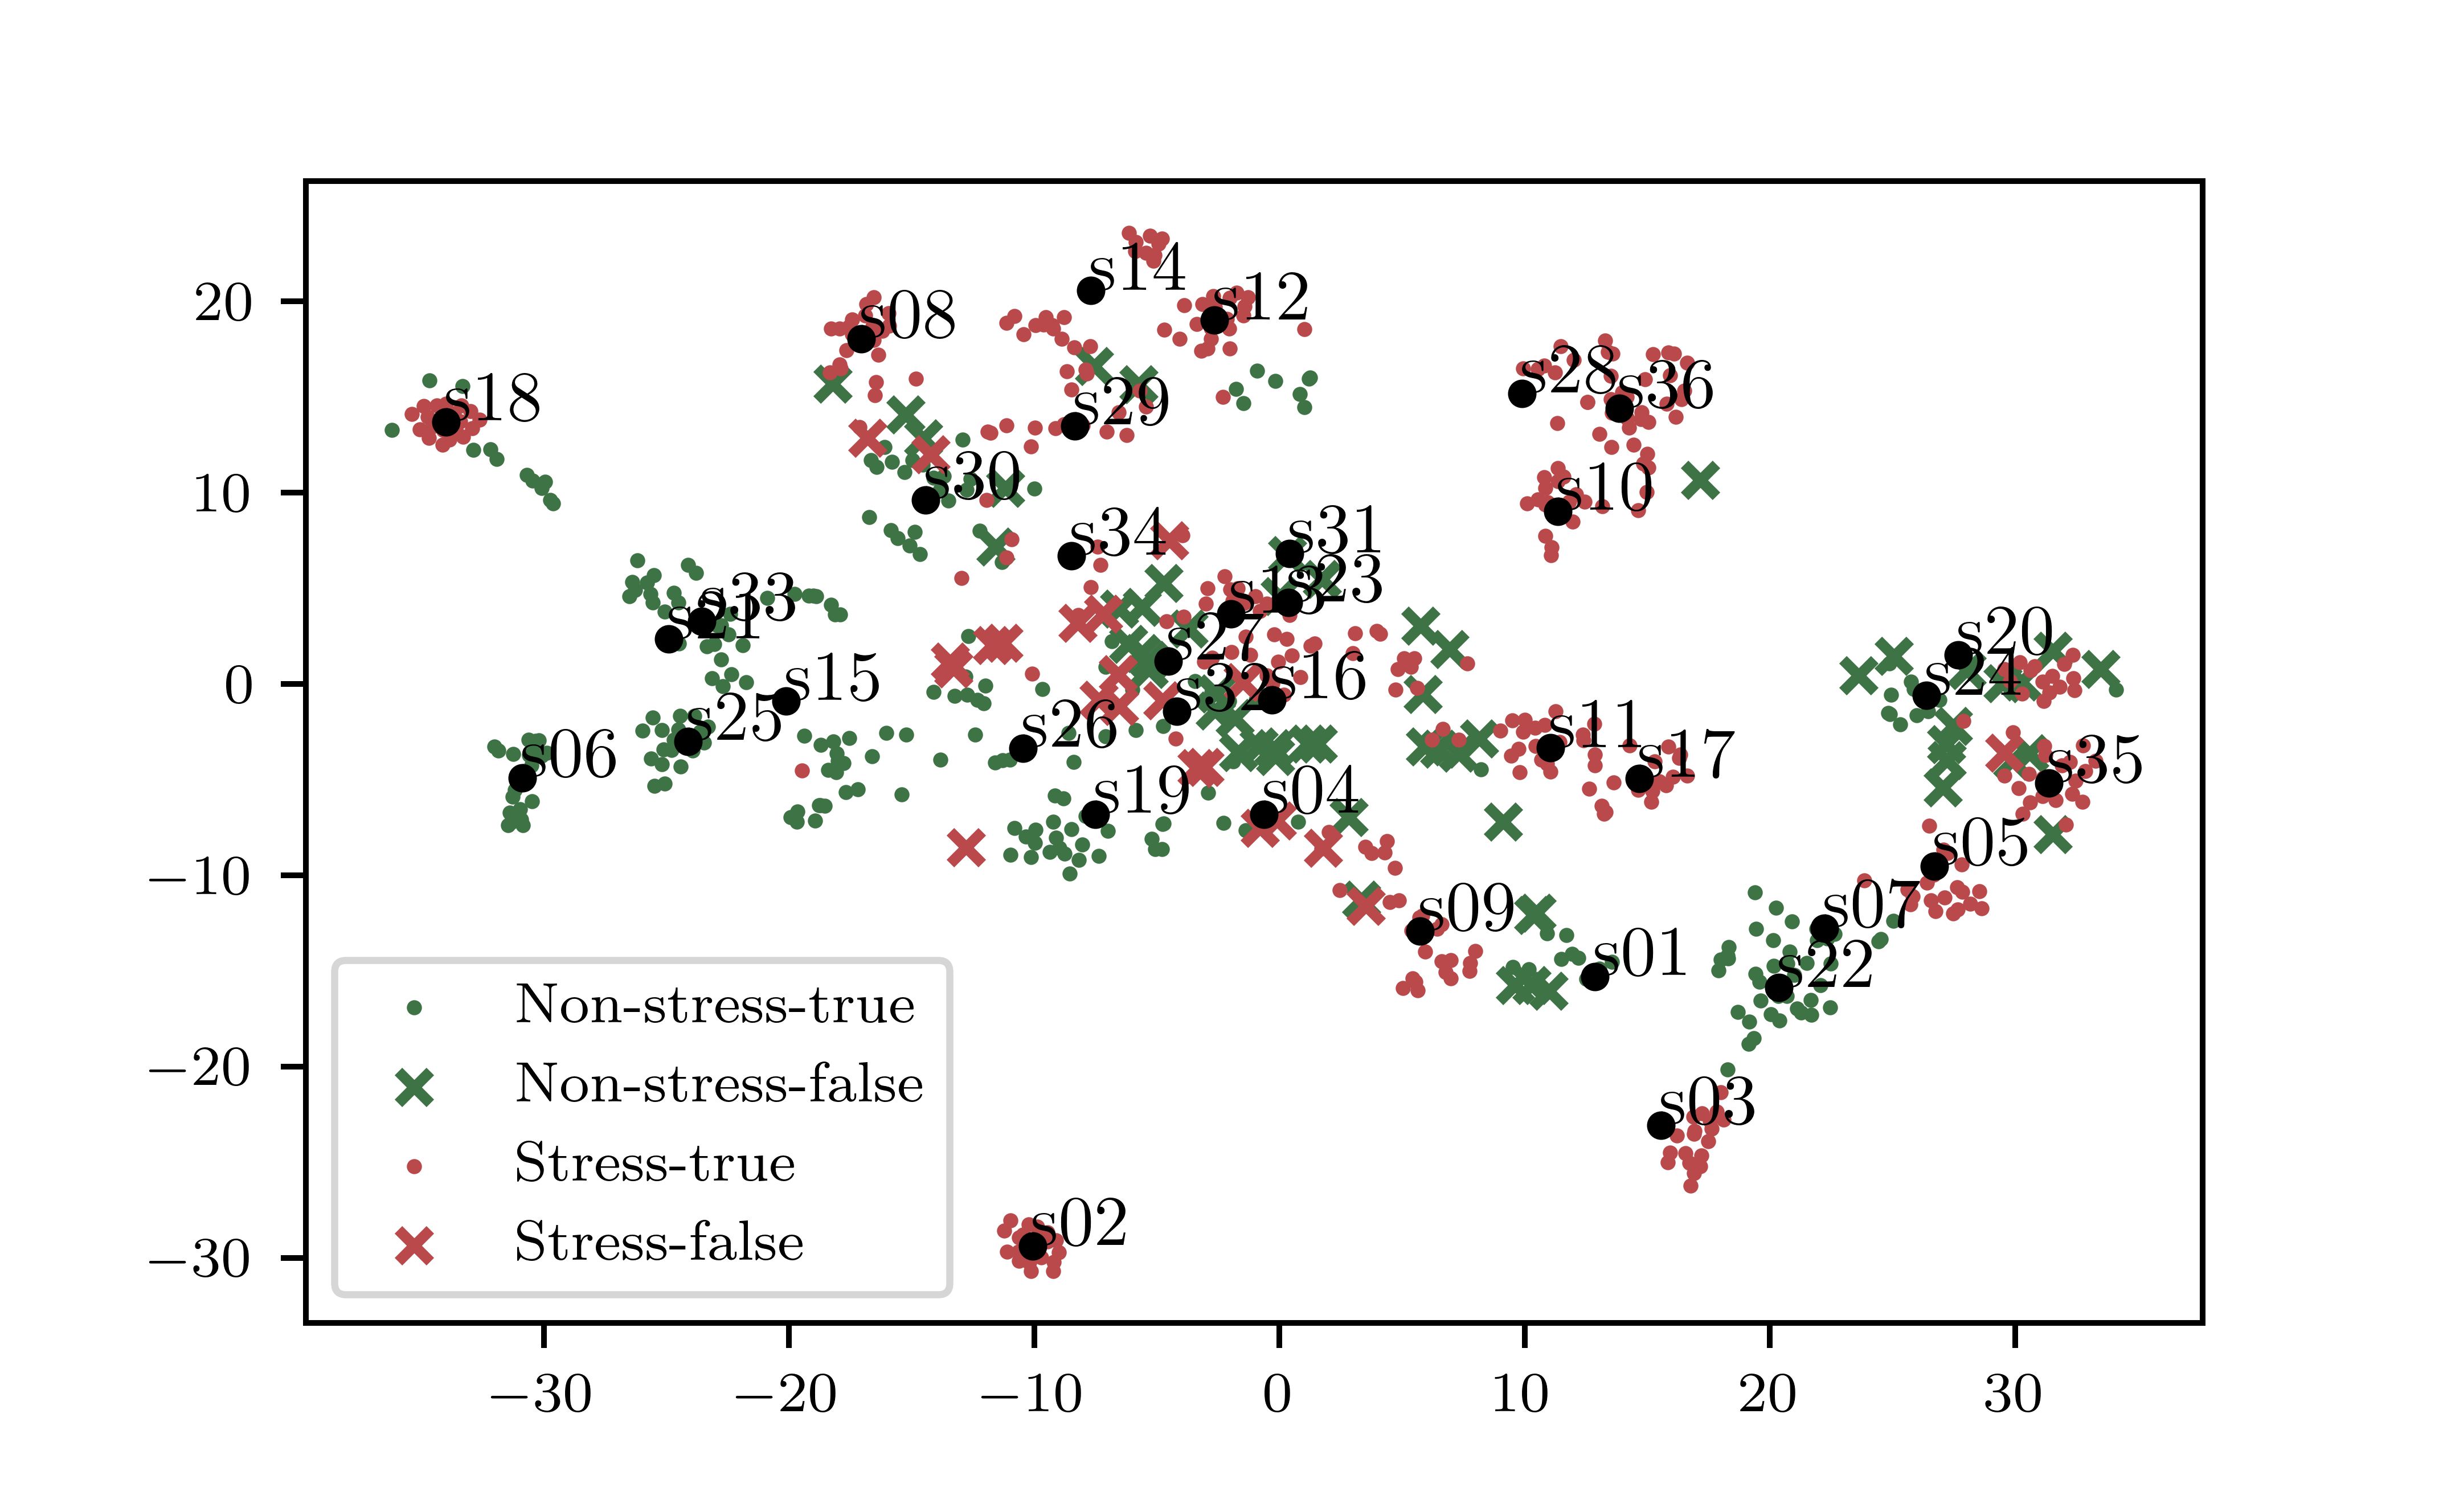 s14
s12
s08
s28
s36
s18
s29
s30
s10
s34
s31
s23
s13
s33
s21
s27
s20
s24
s15
s32
s16
s25
s26
s11
s17
s06
s35
s19
s04
s05
s09
s07
s01
s22
s03
s02
20
10
0
−10
−20
−30
Non-stress-true
Non-stress-false
Stress-true
Stress-false
−30
−20
−10
0
10
20
30